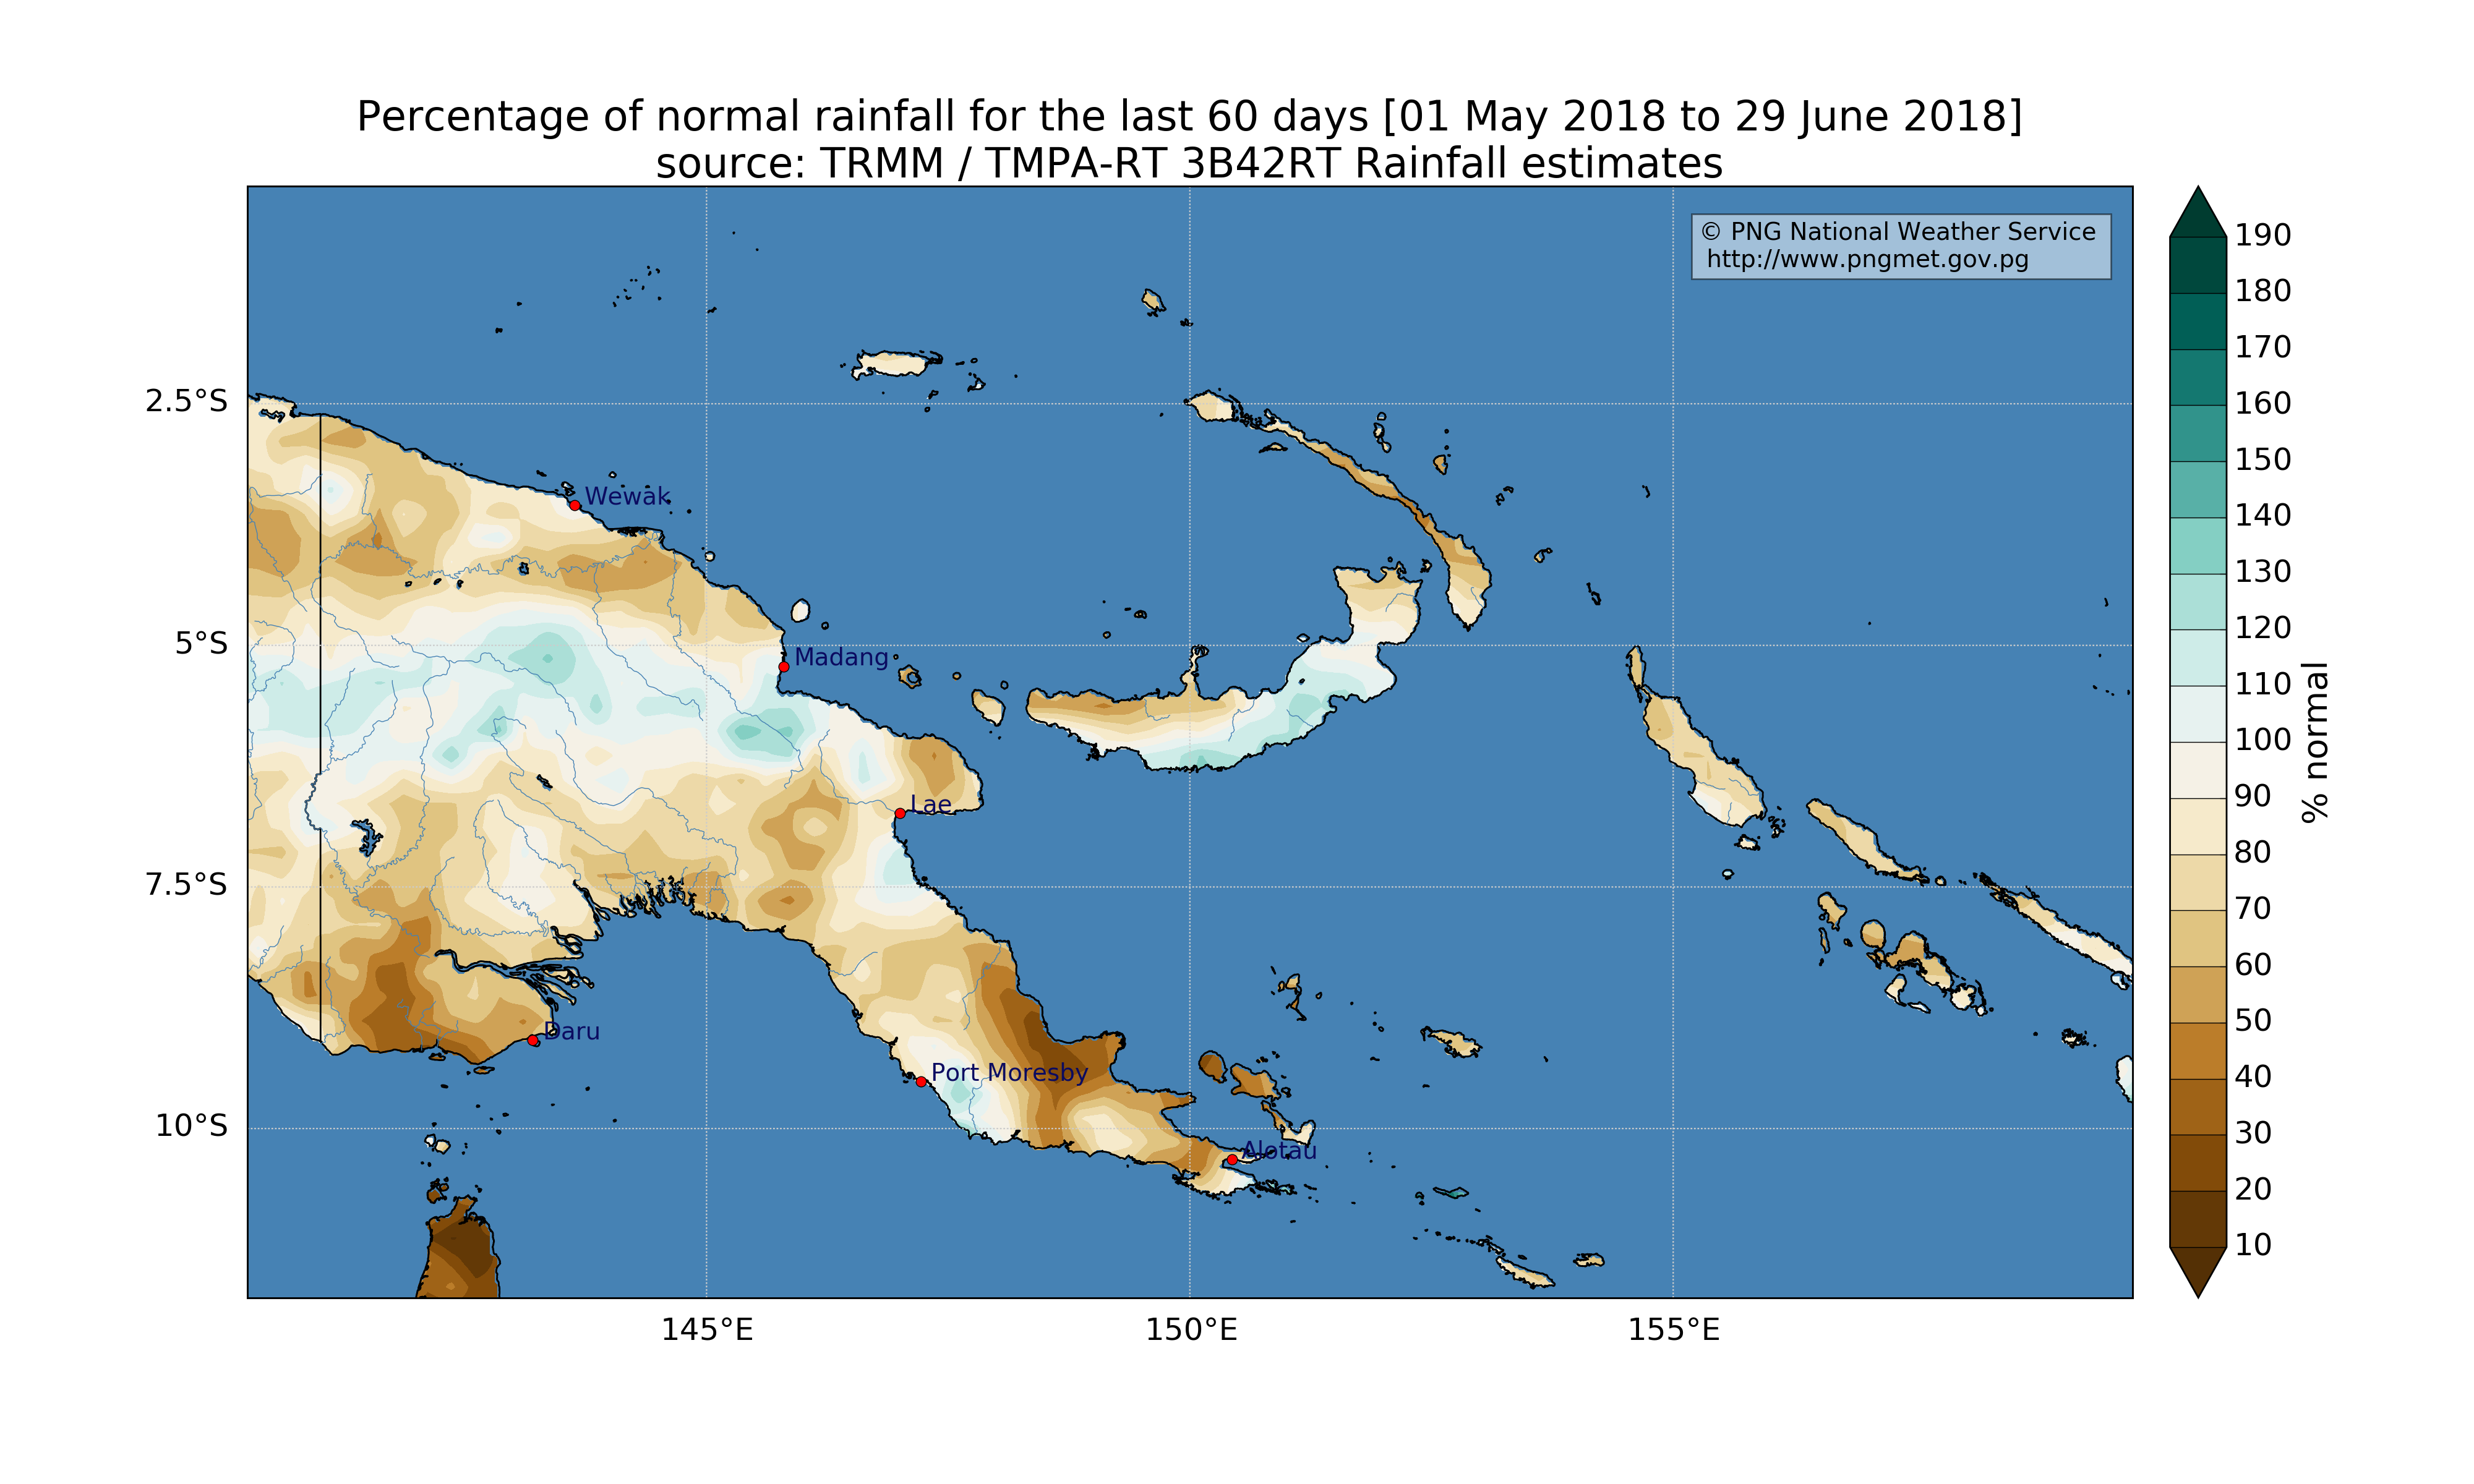 Percentage of normal rainfall for the last 60 days [01 May 2018 to 29 June 2018]
source: TRMM / TMPA-RT 3B42RT Rainfall estimates
© PNG National Weather Service
http://www.pngmet.gov.pg
190
180
170
160
150
140
130
120
110
100
90
80
70
60
50
40
30
20
10
% normal
2.5°S
5°S
7.5°S
10°S
Wewak
Madang
Lae
Daru
Port Moresby
Alotau
145°E
150°E
155°E